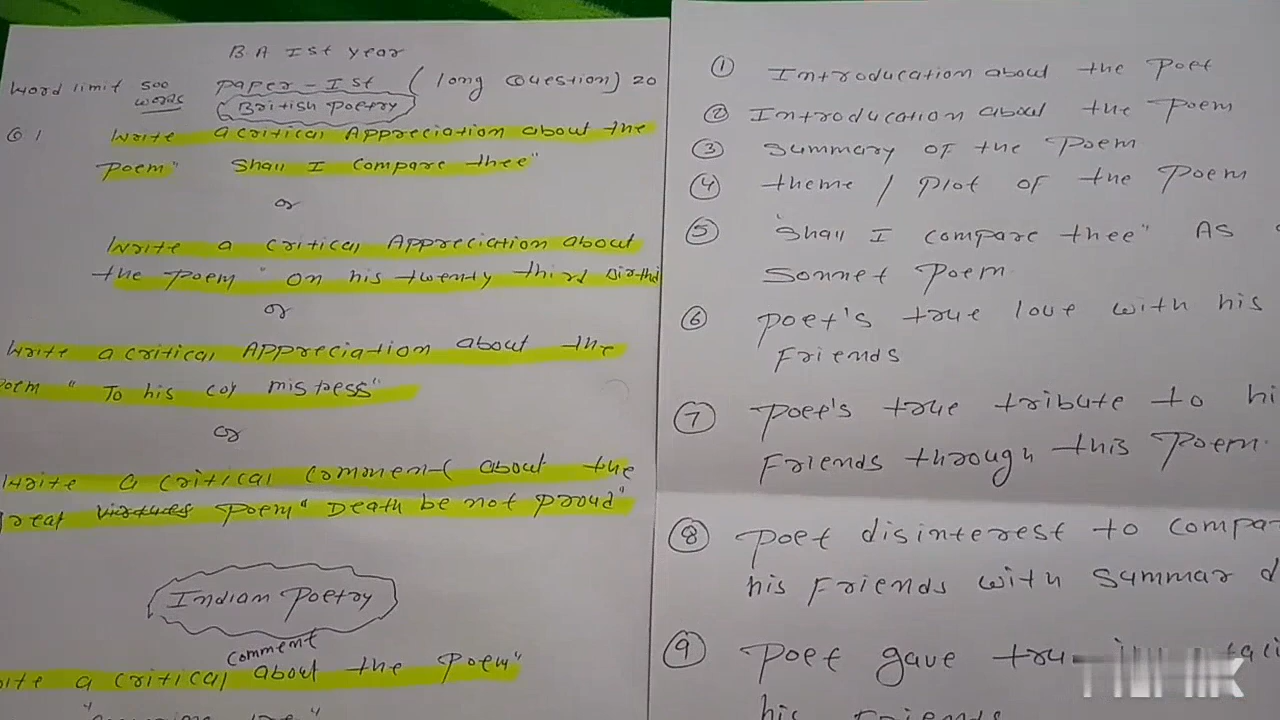 B.A Ist year
Word limit 500 words
paper-Ist (long Question) 20
British Poetry
Q 1 Write a critical Appreciation about the
Poem" Shall I Compare thee"
or
Write a critical Appreciation about
the Poem " On his twenty third Birthd
or
Write a critical Appreciation about the
Poem " To his coy mistress"
or
Write a critical comment about the
great Poem" Death be not proud"
Indian Poetry
comment
ite a critical about the Poem"
① Introducation about the Poet
② Introducation about the Poem
③ Summary of the Poem
④ theme / Plot of the Poem
⑤ "Shall I compare thee" As a
Sonnet Poem
⑥ Poet's true love with his
Friends
⑦ Poet's true tribute to hi
Friends through this Poem.
⑧ Poet disinterest to compa
his Friends with Summar d
⑨ Poet gave tru
his Friends